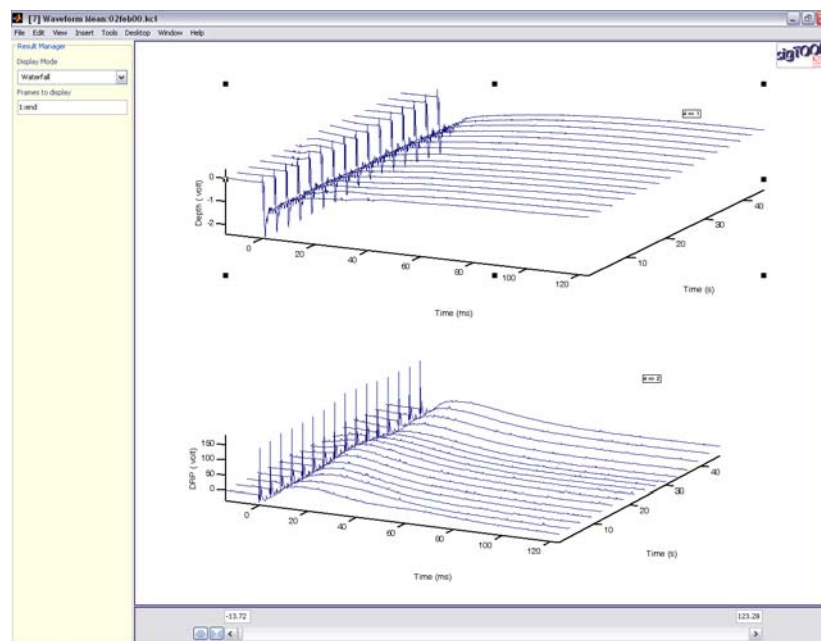 [7] Waveform Mean:02feb00.kcl
File Edit View Insert Tools Desktop Window Help
Result Manager
Display Mode
Waterfall
Frames to display
1:end
sigTOOL
0
-1
-2
Depth ( volt)
0
20
40
60
80
100
120
Time (ms)
10
20
30
40
Time (s)
150
100
50
0
DRP ( volt)
0
20
40
60
80
100
120
Time (ms)
10
20
30
40
Time (s)
-13.72
123.28